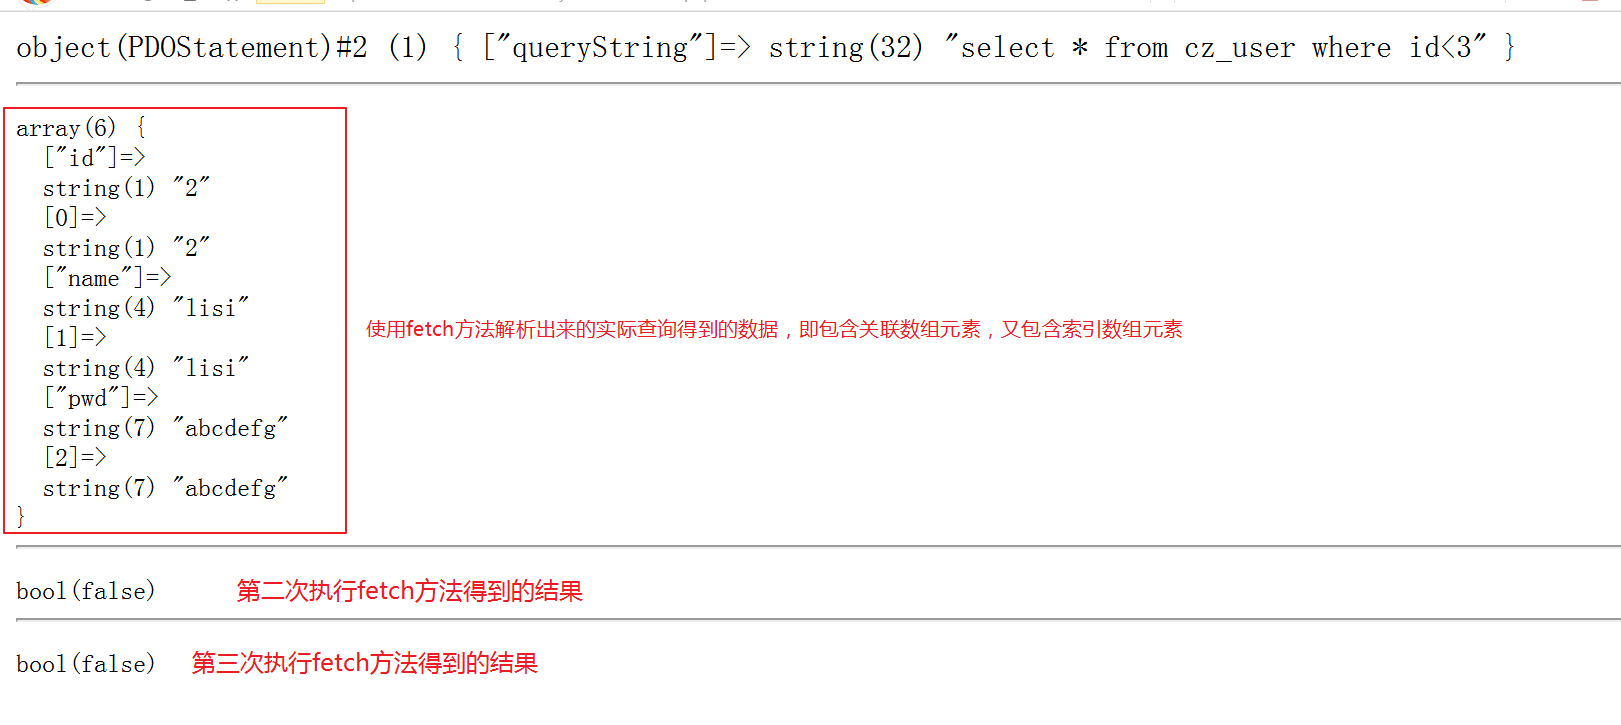 object(PDOStatement)#2 (1) { ["queryString"]=> string(32) "select * from cz_user where id<3" }
array(6) {
["id"]=>
string(1) "2"
[0]=>
string(1) "2"
["name"]=>
string(4) "lisi"
[1]=>
使用fetch方法解析出来的实际查询得到的数据，即包含关联数组元素，又包含索引数组元素
string(4) "lisi"
["pwd"]=>
string(7) "abcdefg"
[2]=>
string(7) "abcdefg"
}
bool(false) 第二次执行fetch方法得到的结果
bool(false) 第三次执行fetch方法得到的结果